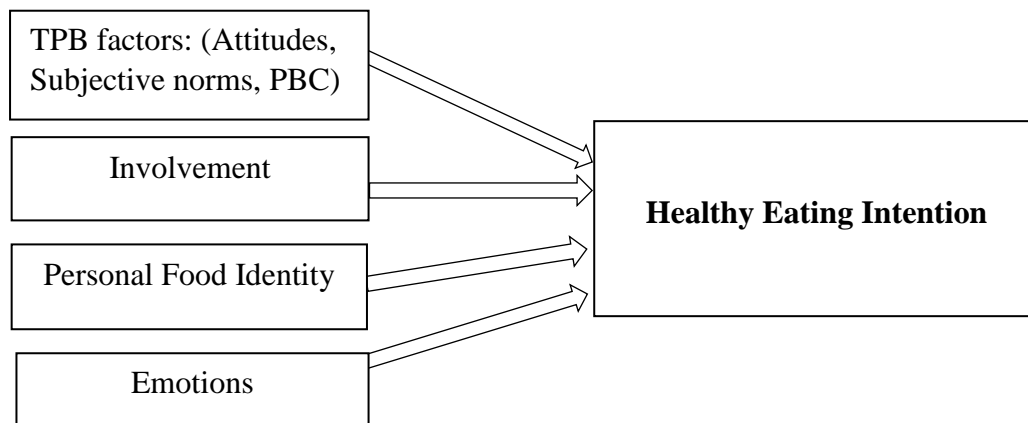 TPB factors: (Attitudes,
Subjective norms, PBC)
Involvement
Personal Food Identity
Emotions
Healthy Eating Intention